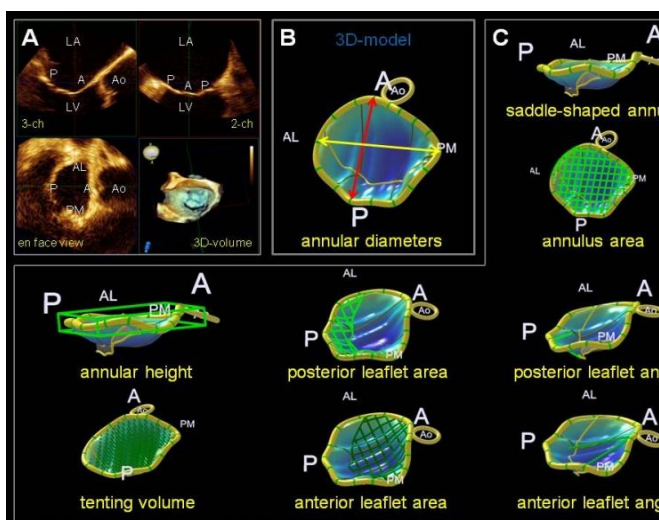 A
LA
P
A
Ao
LV
3-ch
LA
P
A
P
LV
2-ch
AL
P
A
Ao
PM
en face view
3D-volume
B
3D-model
A
Ao
AL
PM
P
annular diameters
C
P
AL
PM
A
saddle-shaped annu
A
Ao
AL
PM
P
annulus area
P
AL
PM
A
annular height
AL
A
Ao
P
PM
posterior leaflet area
AL
A
P
PM
posterior leaflet ang
A
PM
P
tenting volume
AL
A
Ao
P
PM
anterior leaflet area
AL
A
Ao
P
PM
anterior leaflet ang